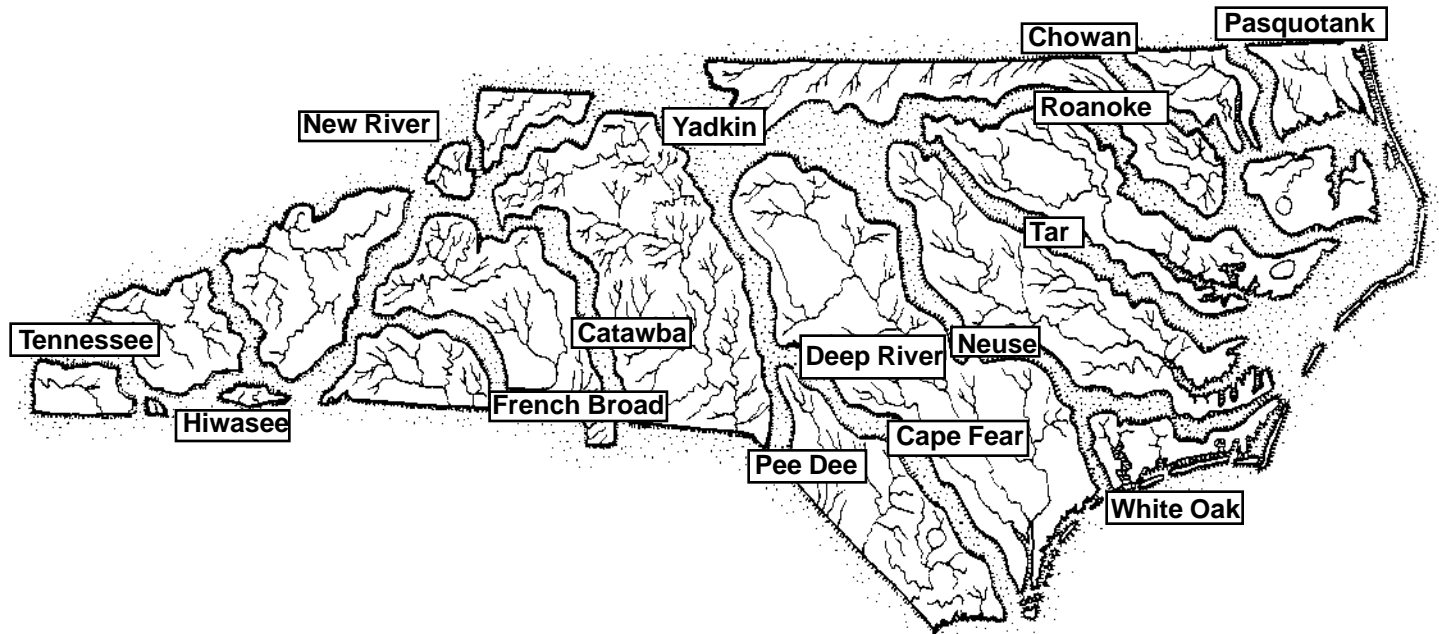 Pasquotank
Chowan
Roanoke
New River
Yadkin
Tar
Tennessee
Catawba
Deep River
Neuse
French Broad
Hiwasee
Cape Fear
Pee Dee
White Oak